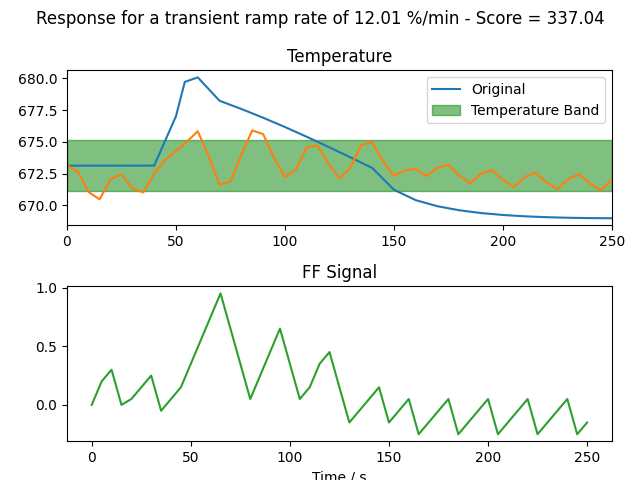 Response for a transient ramp rate of 12.01 %/min - Score = 337.04
Temperature
680.0
677.5
675.0
672.5
670.0
Original
Temperature Band
0 50 100 150 200 250
FF Signal
1.0
0.5
0.0
0 50 100 150 200 250
Time / s